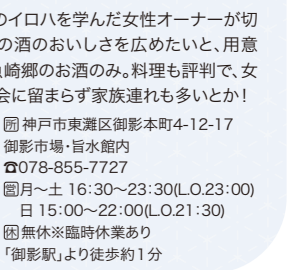 のイロハを学んだ女性オーナーが切
の酒のおいしさを広めたいと、用意
崎郷のお酒のみ。料理も評判で、女
会に留まらず家族連れも多いとか!
所 神戸市東灘区御影本町4-12-17
御影市場・旨水館内
☎078-855-7727
営 月〜土 16:30〜23:30(L.O.23:00)
日 15:00〜22:00(L.O.21:30)
休 無休※臨時休業あり
「御影駅」より徒歩約1分